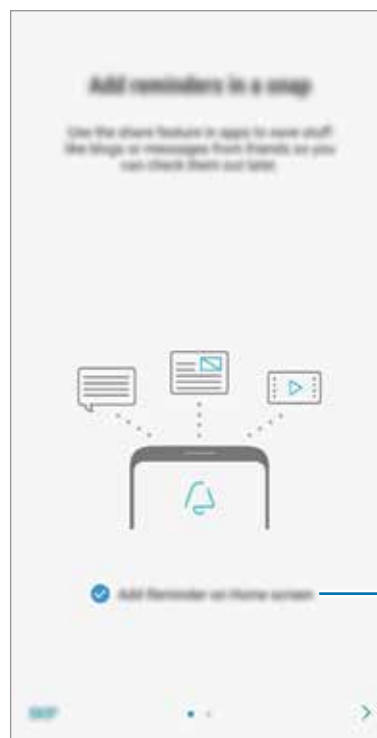 Add reminders in a snap
Use the share feature in apps to save stuff
like blogs or messages from friends so you
can check them out later.
Add Reminder on Home screen
SKIP